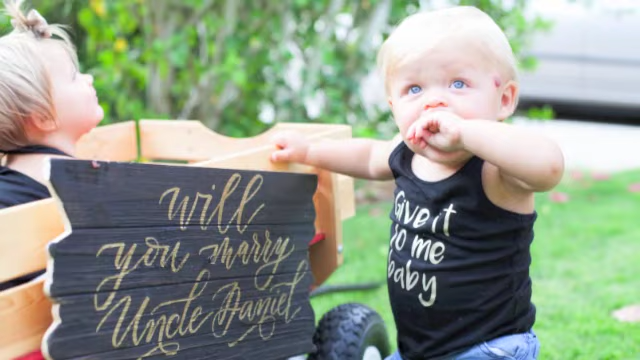 will
you marry
Uncle Daniel
Give it
to me
baby